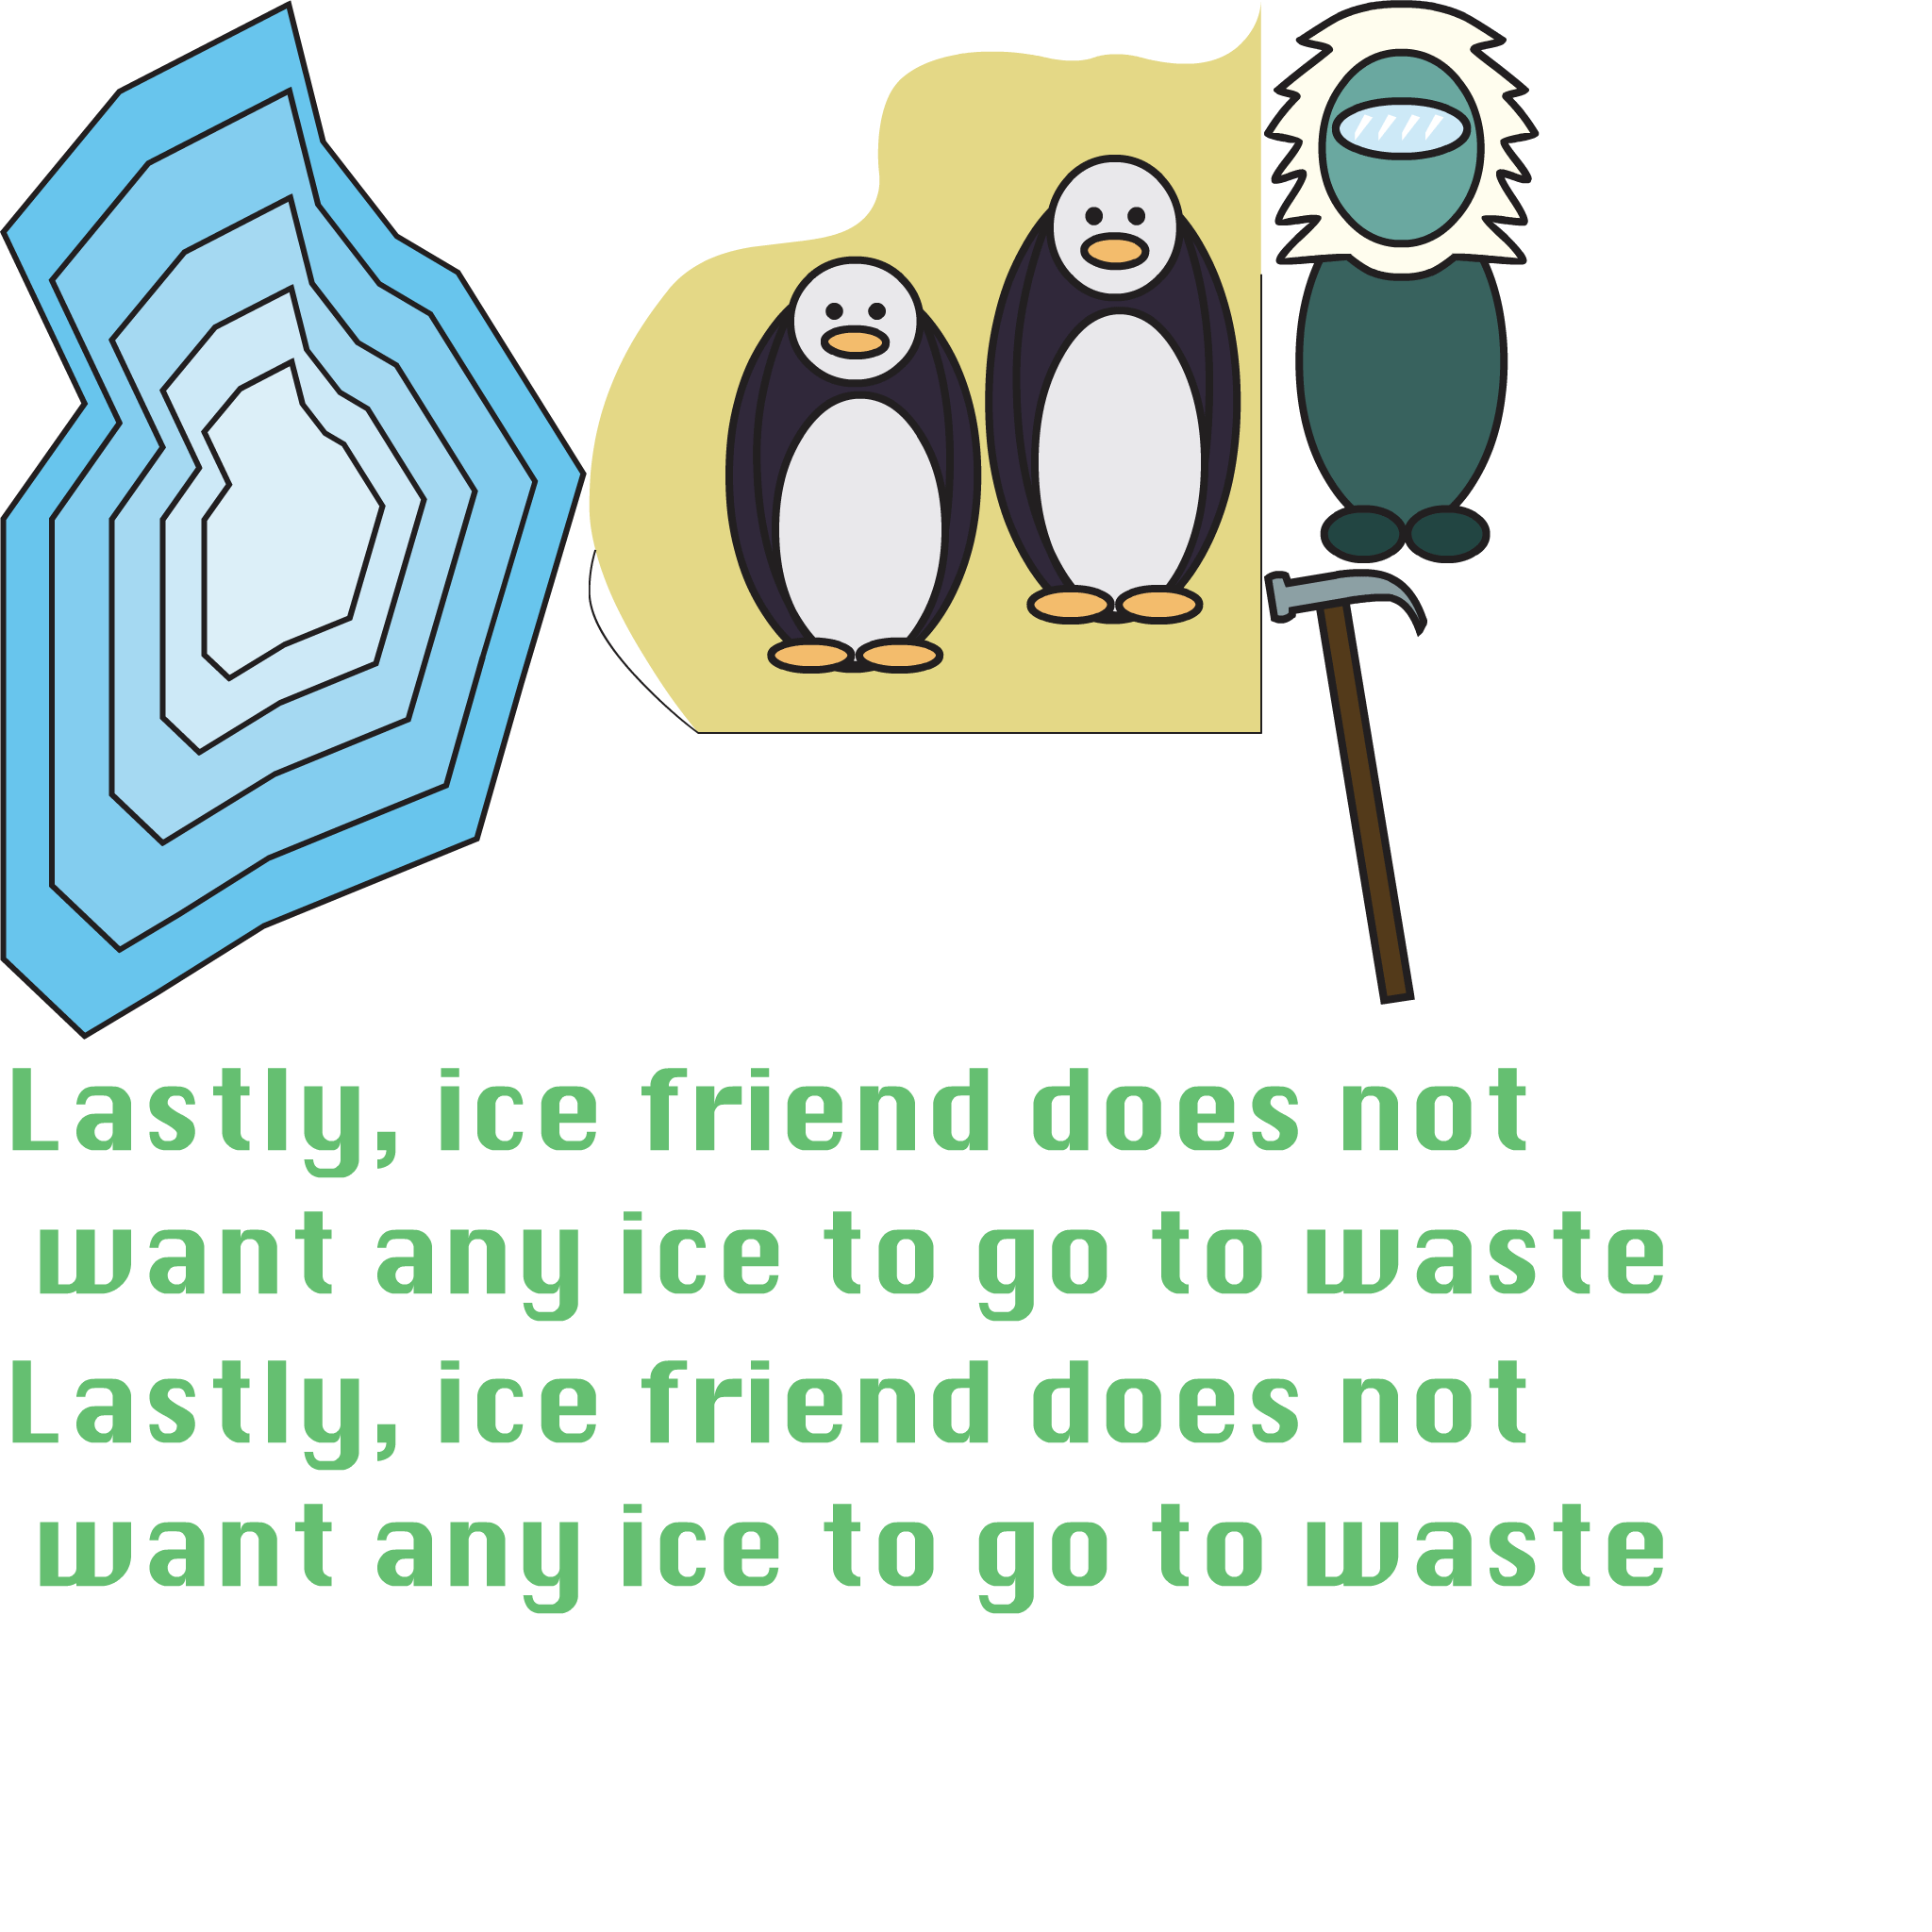 Lastly, ice friend does not
want any ice to go to waste
Lastly, ice friend does not
want any ice to go to waste